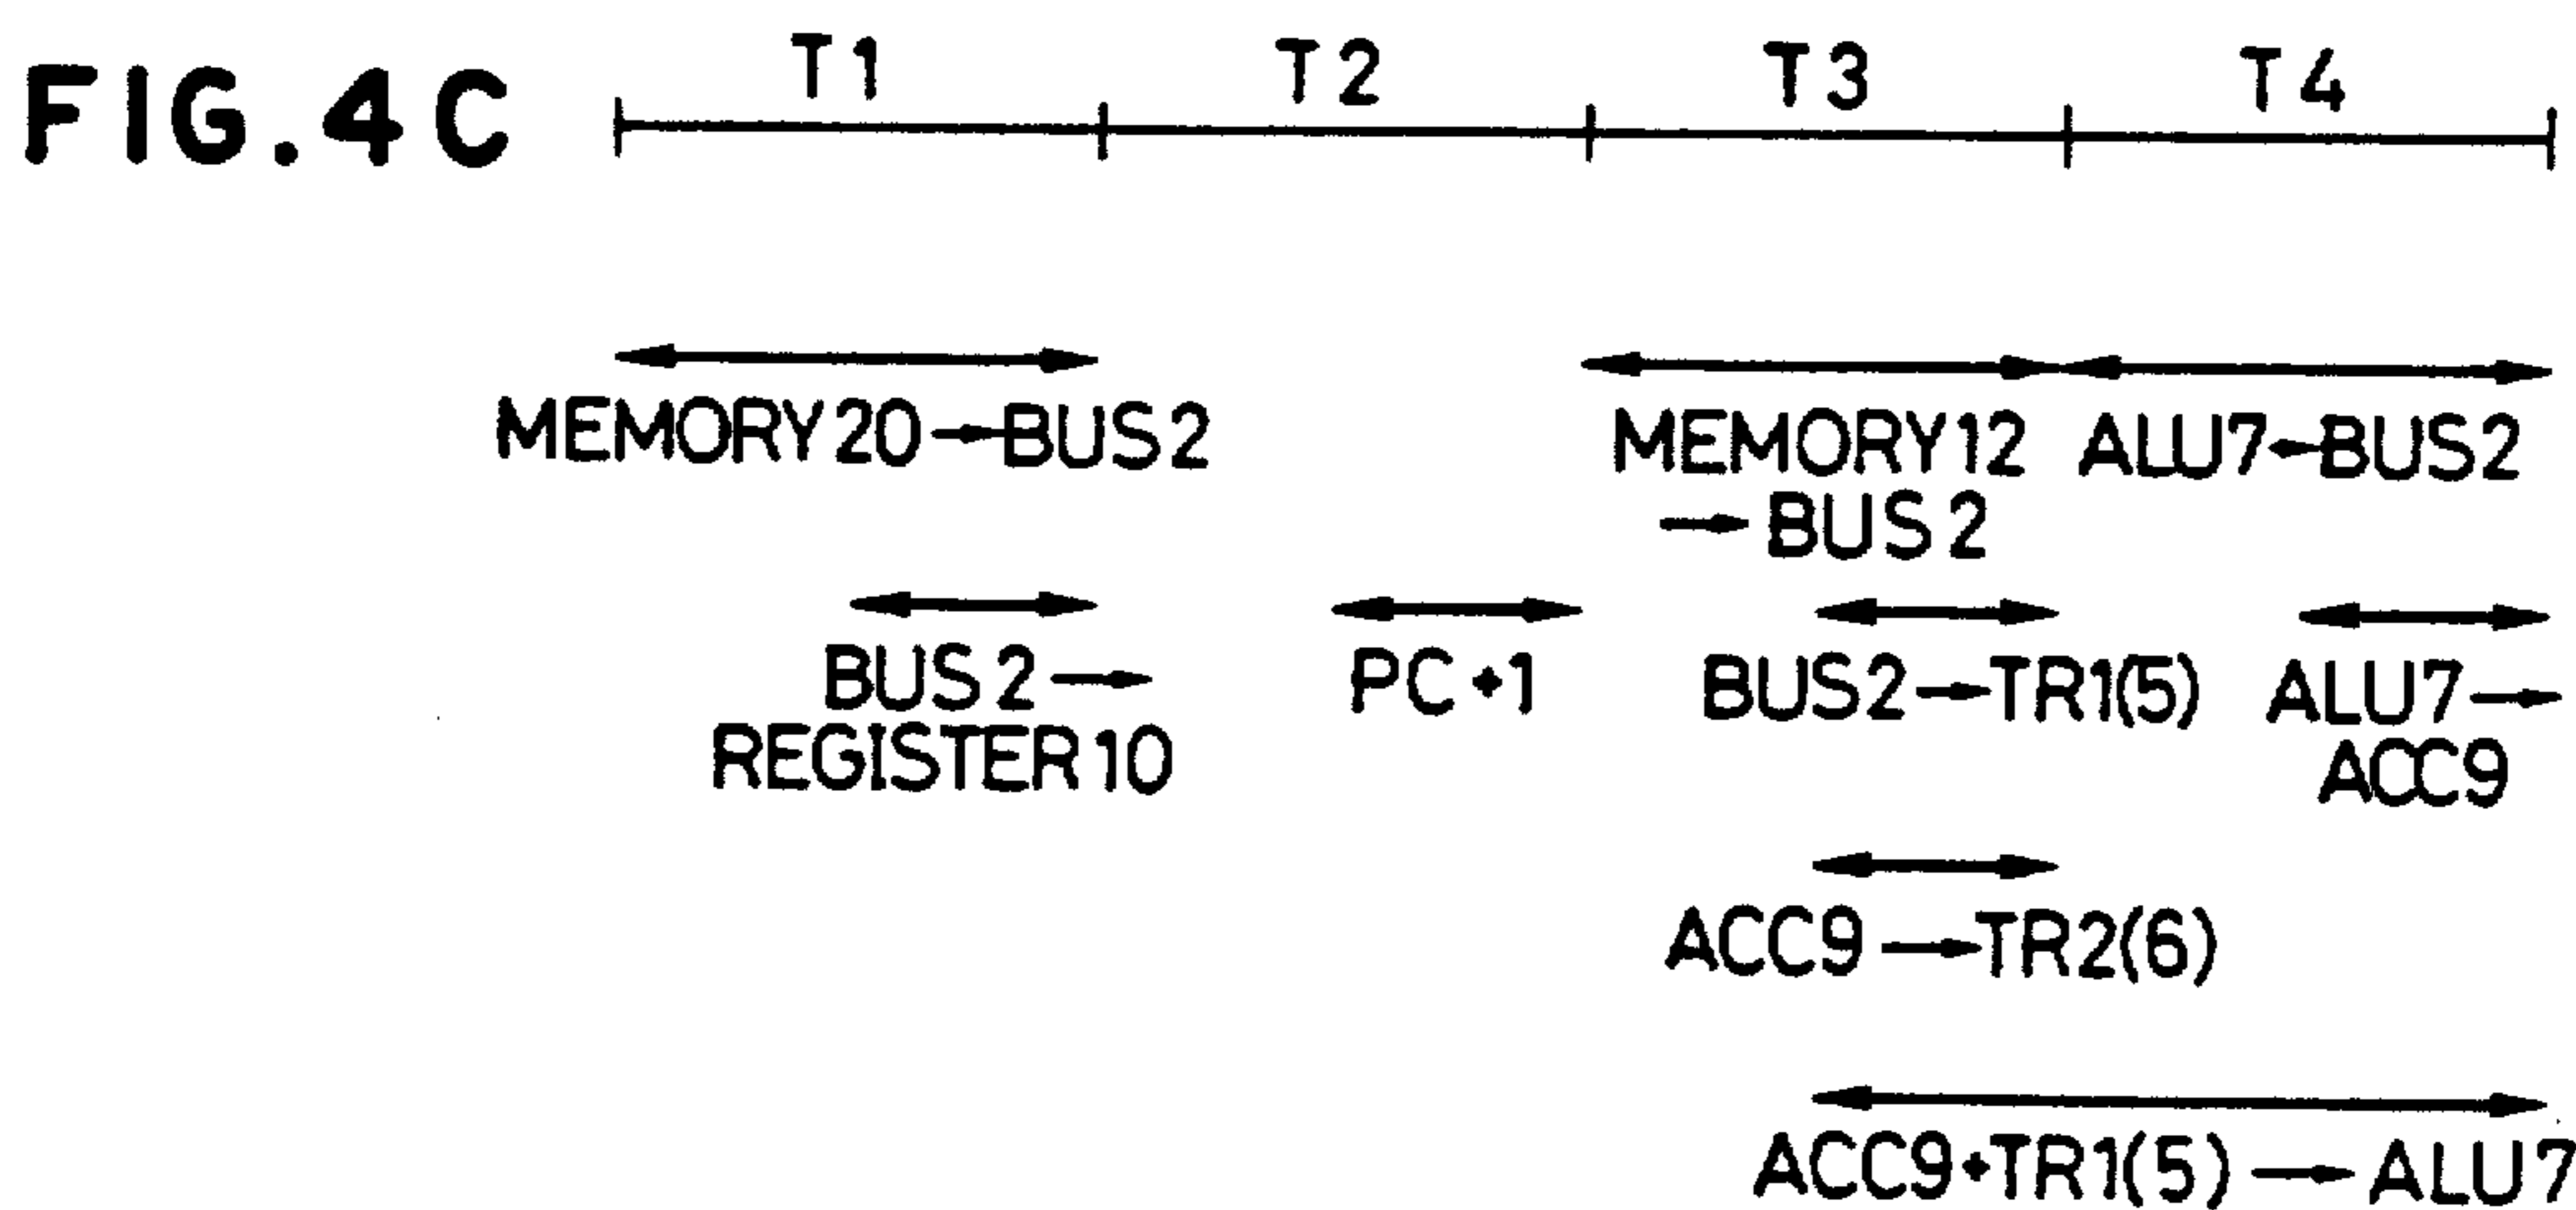 FIG.4C
T1 T2 T3 T4
MEMORY20→BUS2
MEMORY12
→BUS2
ALU7←BUS2
BUS2→
REGISTER10
PC+1
BUS2→TR1(5)
ALU7→
ACC9
ACC9→TR2(6)
ACC9+TR1(5)→ALU7